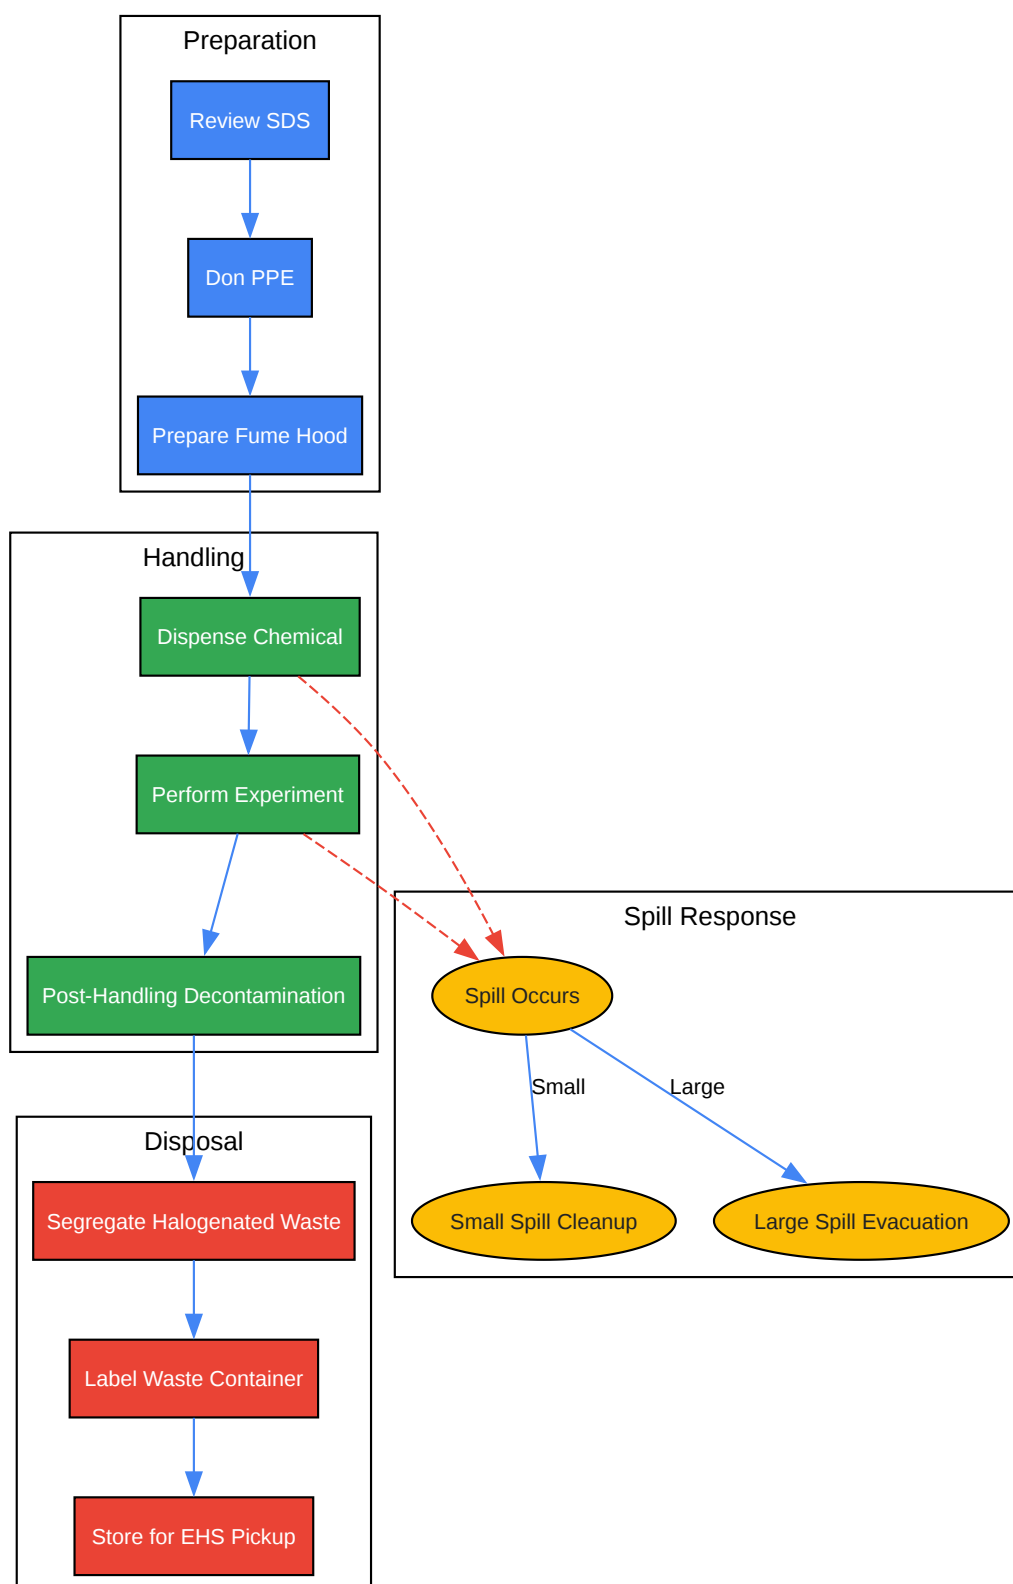 Preparation
Review SDS
Don PPE
Prepare Fume Hood
Handling
Dispense Chemical
Perform Experiment
Post-Handling Decontamination
Spill Response
Spill Occurs
Small
Large
Small Spill Cleanup
Large Spill Evacuation
Disposal
Segregate Halogenated Waste
Label Waste Container
Store for EHS Pickup